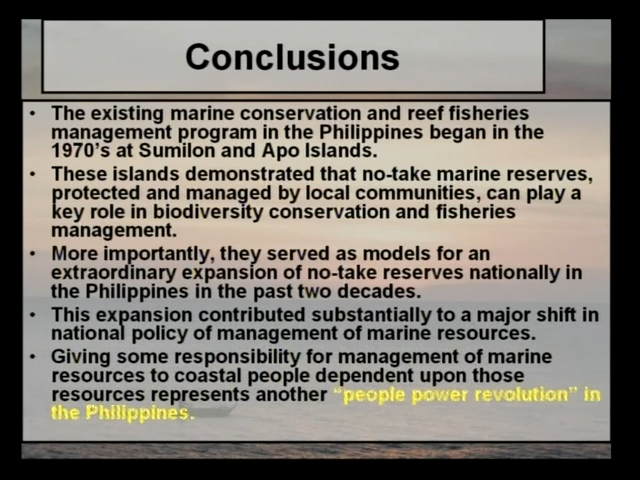 Conclusions
• The existing marine conservation and reef fisheries
management program in the Philippines began in the
1970's at Sumilon and Apo Islands.
• These islands demonstrated that no-take marine reserves,
protected and managed by local communities, can play a
key role in biodiversity conservation and fisheries
management.
• More importantly, they served as models for an
extraordinary expansion of no-take reserves nationally in
the Philippines in the past two decades.
• This expansion contributed substantially to a major shift in
national policy of management of marine resources.
• Giving some responsibility for management of marine
resources to coastal people dependent upon those
resources represents another “people power revolution” in
the Philippines.